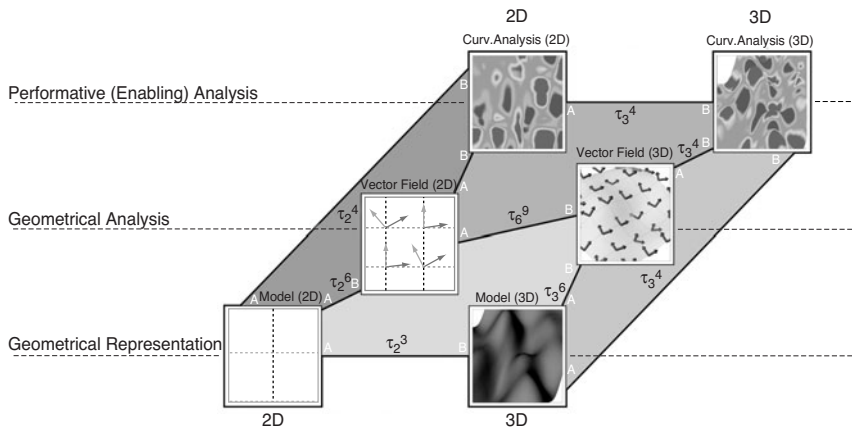 2D 3D
Curv.Analysis (2D) Curv.Analysis (3D)
Performative (Enabling) Analysis
B A τ₃⁴ B
B τ₃⁴ B B
Vector Field (2D) Vector Field (3D)
A A
Geometrical Analysis
τ₂⁴ A τ₆⁹ B
τ₂⁶ B B τ₃⁶ τ₃⁴
Model (2D) Model (3D)
A A A
Geometrical Representation
A τ₂³ B A
2D 3D